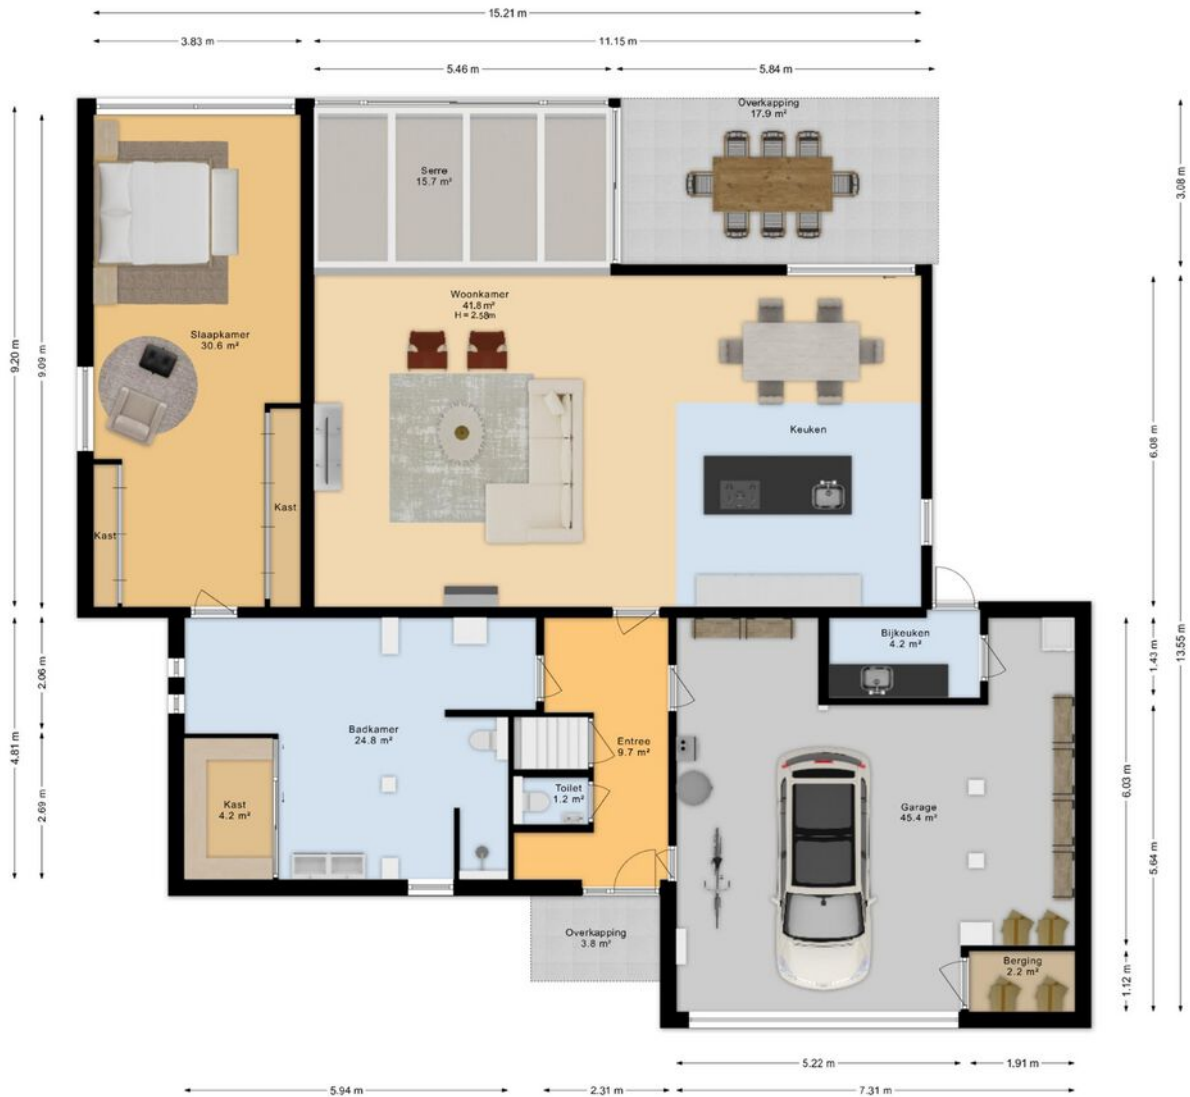 15.21 m
3.83 m
11.15 m
5.46 m
5.84 m
Overkapping
17.9 m²
3.08 m
Serre
15.7 m²
Woonkamer
41.8 m²
H = 2.58m
Slaapkamer
30.6 m²
9.20 m
9.09 m
Keuken
6.08 m
Kast
Kast
Bijkeuken
4.2 m²
1.43 m
13.55 m
2.06 m
4.81 m
Badkamer
24.8 m²
Entree
9.7 m²
Toilet
1.2 m²
Kast
4.2 m²
2.69 m
Garage
45.4 m²
6.03 m
5.64 m
Overkapping
3.8 m²
Berging
2.2 m²
1.12 m
5.22 m
1.91 m
5.94 m
2.31 m
7.31 m